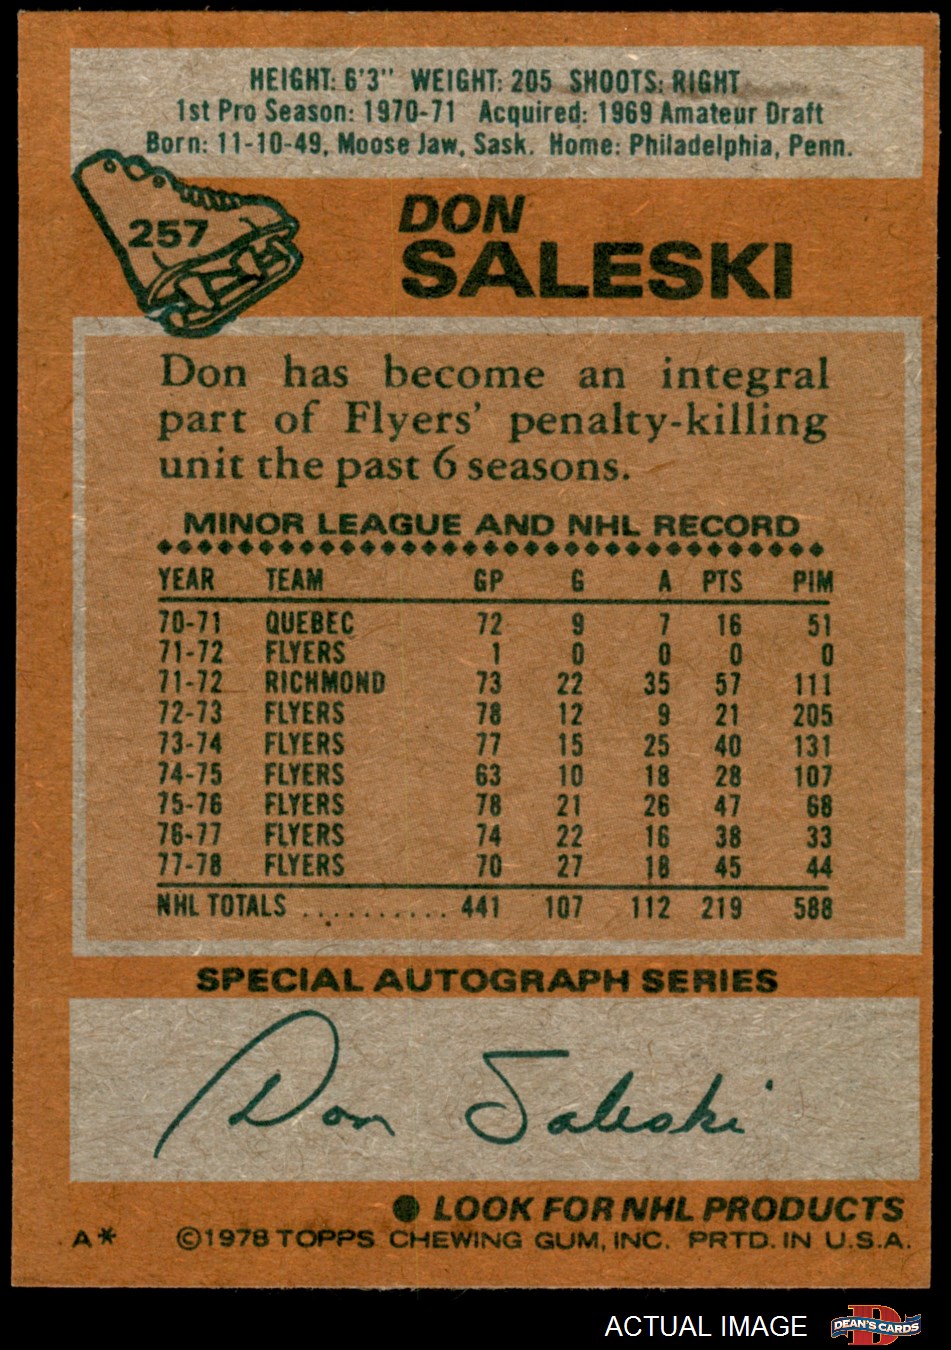 HEIGHT: 6'3" WEIGHT: 205 SHOOTS: RIGHT
1st Pro Season: 1970-71 Acquired: 1969 Amateur Draft
Born: 11-10-49, Moose Jaw, Sask. Home: Philadelphia, Penn.
257
DON
SALESKI
Don has become an integral
part of Flyers' penalty-killing
unit the past 6 seasons.
MINOR LEAGUE AND NHL RECORD
YEAR TEAM GP G A PTS PIM
70-71 QUEBEC 72 9 7 16 51
71-72 FLYERS 1 0 0 0 0
71-72 RICHMOND 73 22 35 57 111
72-73 FLYERS 78 12 9 21 205
73-74 FLYERS 77 15 25 40 131
74-75 FLYERS 63 10 18 28 107
75-76 FLYERS 78 21 26 47 68
76-77 FLYERS 74 22 16 38 33
77-78 FLYERS 70 27 18 45 44
NHL TOTALS .......... 441 107 112 219 588
SPECIAL AUTOGRAPH SERIES
Don Saleski
● LOOK FOR NHL PRODUCTS
A* ©1978 TOPPS CHEWING GUM, INC. PRTD. IN U.S.A.
ACTUAL IMAGE D DEAN'S CARDS